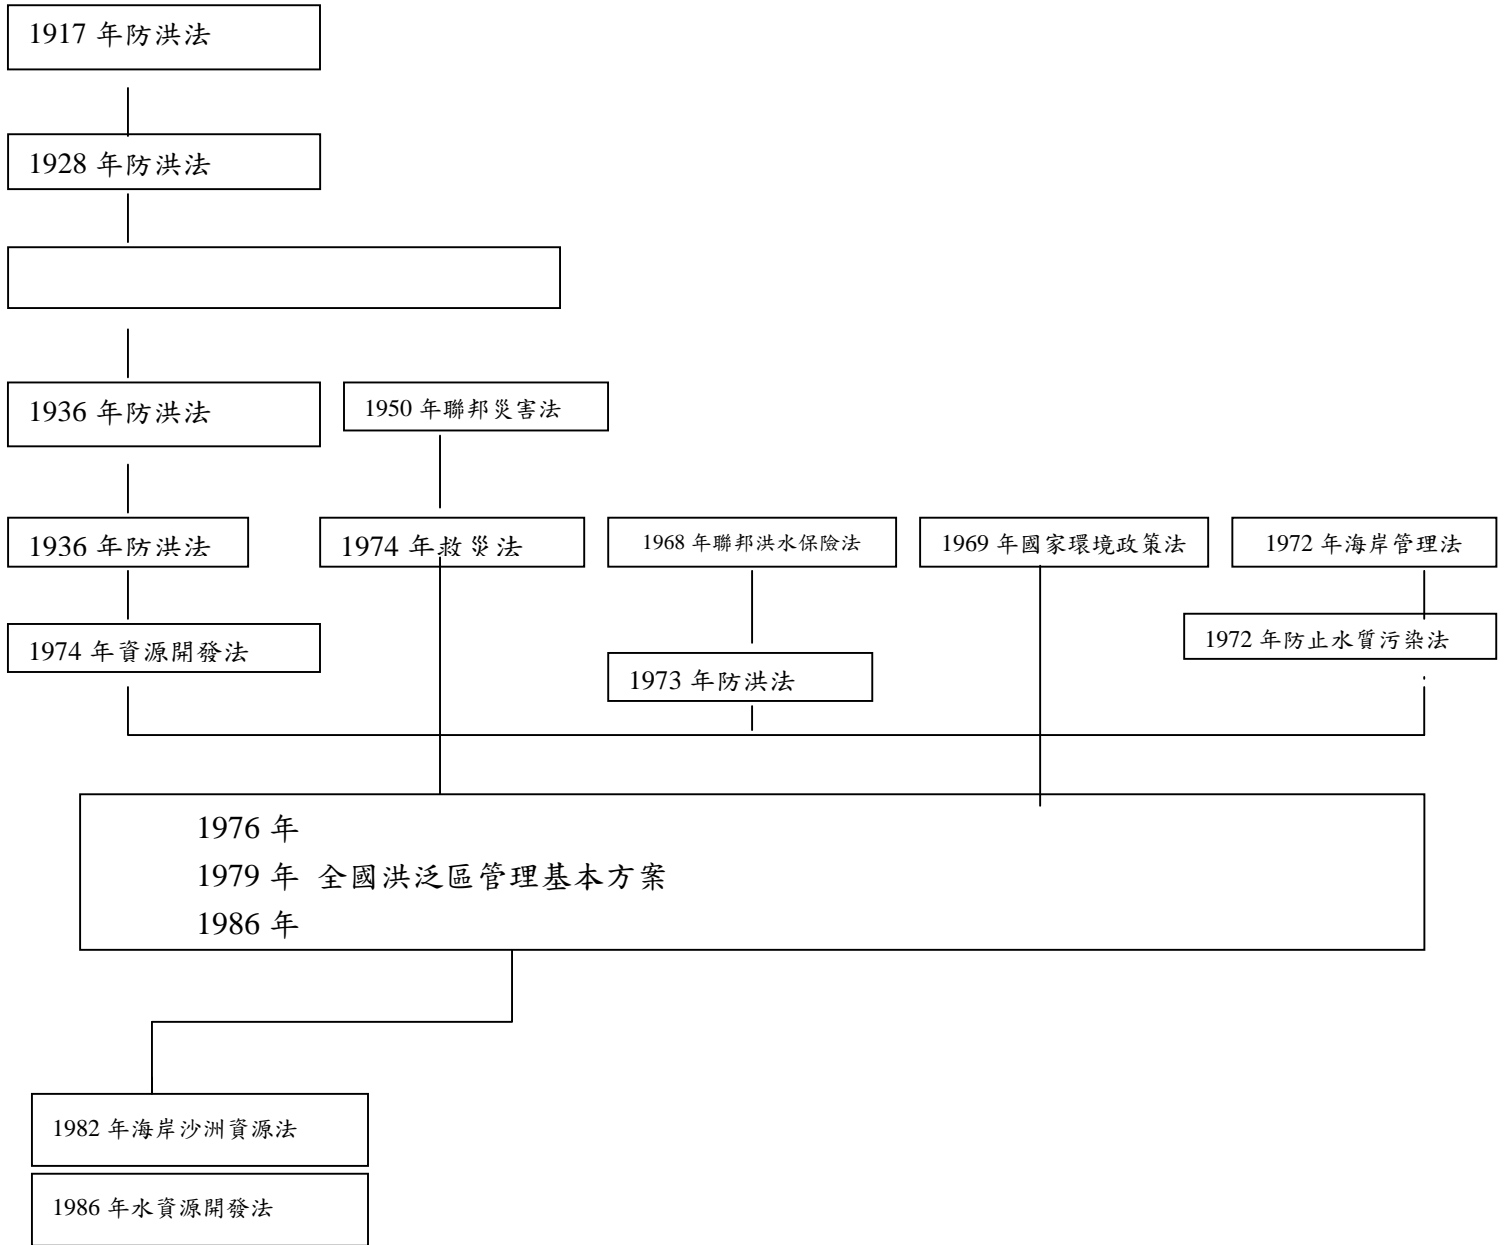 1917 年防洪法
1928 年防洪法
1936 年防洪法
1950 年聯邦災害法
1936 年防洪法
1974 年救災法
1968 年聯邦洪水保險法
1969 年國家環境政策法
1972 年海岸管理法
1974 年資源開發法
1972 年防止水質污染法
1973 年防洪法
1976 年
1979 年 全國洪泛區管理基本方案
1986 年
1982 年海岸沙洲資源法
1986 年水資源開發法